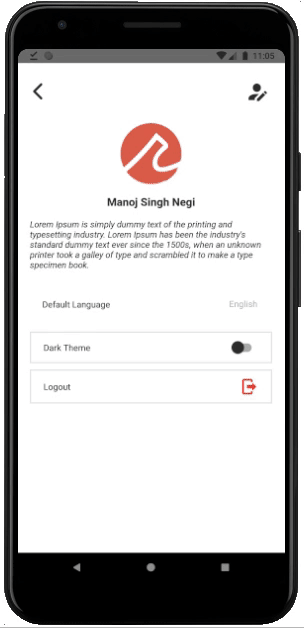 11:05
Manoj Singh Negi
Lorem Ipsum is simply dummy text of the printing and
typesetting industry. Lorem Ipsum has been the industry's
standard dummy text ever since the 1500s, when an unknown
printer took a galley of type and scrambled it to make a type
specimen book.
Default Language English
Dark Theme
Logout